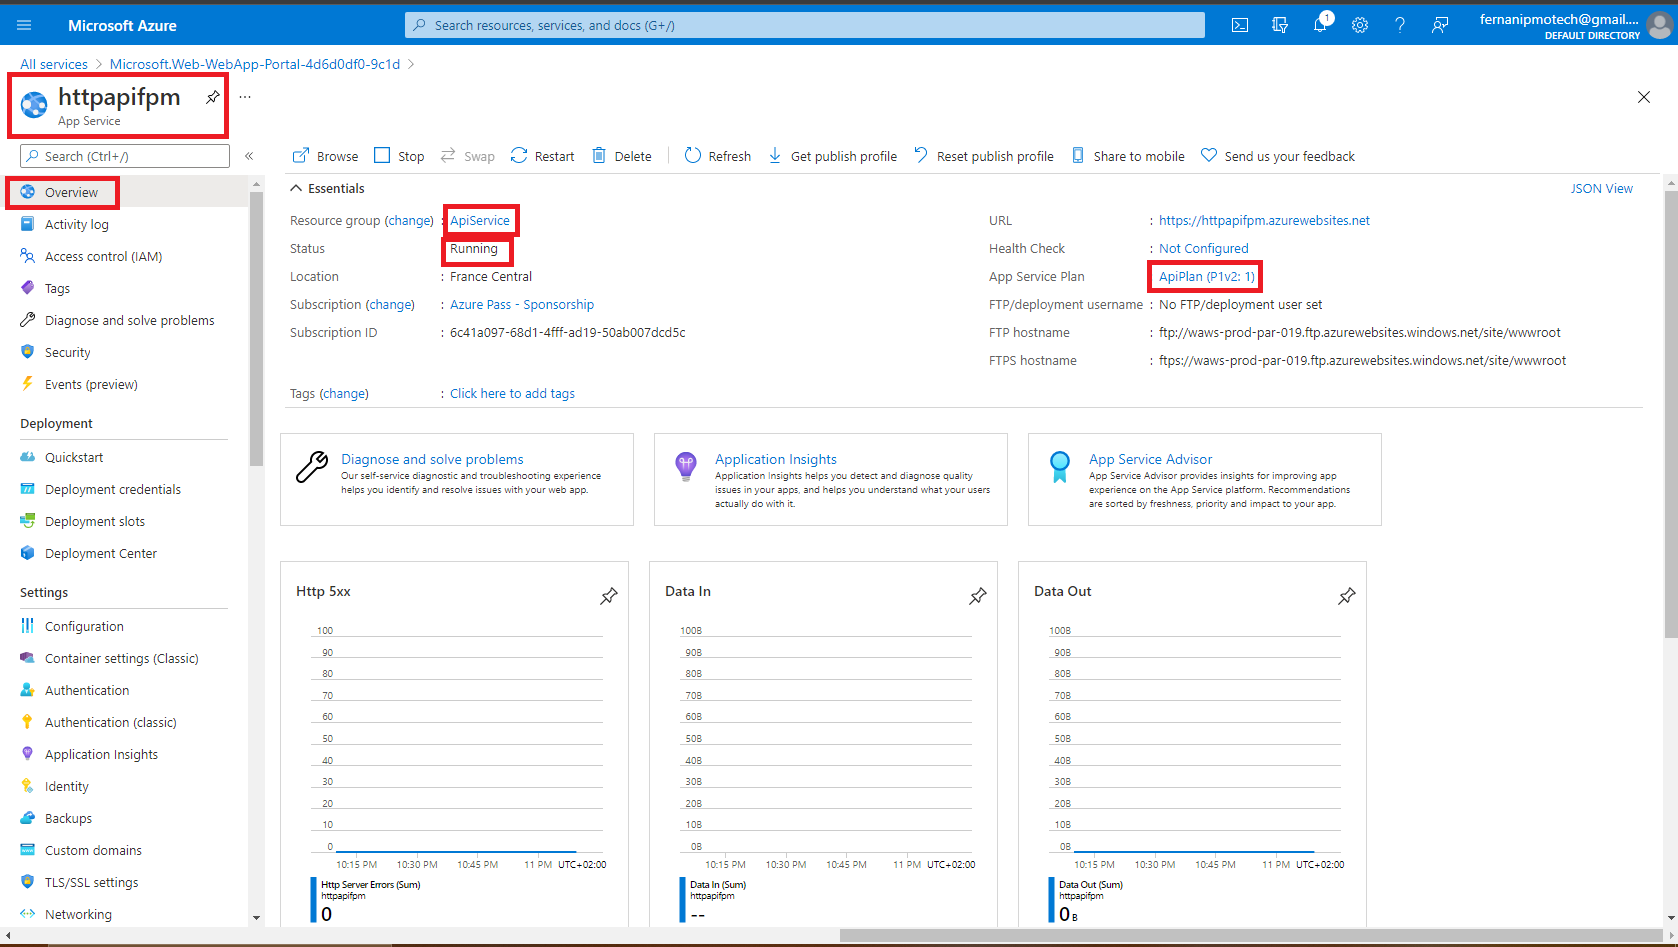 Microsoft Azure
Search resources, services, and docs (G+/)
1
fernanipmotech@gmail....
DEFAULT DIRECTORY
All services > Microsoft.Web-WebApp-Portal-4d6d0df0-9c1d >
httpapifpm
...
App Service
Search (Ctrl+/)
«
Browse
Stop
Swap
Restart
Delete
Refresh
Get publish profile
Reset publish profile
Share to mobile
Send us your feedback
Overview
Activity log
Access control (IAM)
Tags
Diagnose and solve problems
Security
Events (preview)
Deployment
Quickstart
Deployment credentials
Deployment slots
Deployment Center
Settings
Configuration
Container settings (Classic)
Authentication
Authentication (classic)
Application Insights
Identity
Backups
Custom domains
TLS/SSL settings
Networking
Essentials
JSON View
Resource group (change) : ApiService
Status : Running
Location : France Central
Subscription (change) : Azure Pass - Sponsorship
Subscription ID : 6c41a097-68d1-4fff-ad19-50ab007dcd5c
Tags (change) : Click here to add tags
URL : https://httpapifpm.azurewebsites.net
Health Check : Not Configured
App Service Plan : ApiPlan (P1v2: 1)
FTP/deployment username : No FTP/deployment user set
FTP hostname : ftp://waws-prod-par-019.ftp.azurewebsites.windows.net/site/wwwroot
FTPS hostname : ftps://waws-prod-par-019.ftp.azurewebsites.windows.net/site/wwwroot
Diagnose and solve problems
Our self-service diagnostic and troubleshooting experience
helps you identify and resolve issues with your web app.
Application Insights
Application Insights helps you detect and diagnose quality
issues in your apps, and helps you understand what your users
actually do with it.
App Service Advisor
App Service Advisor provides insights for improving app
experience on the App Service platform. Recommendations
are sorted by freshness, priority and impact to your app.
Http 5xx
100
90
80
70
60
50
40
30
20
10
0
10:15 PM 10:30 PM 10:45 PM 11 PM UTC+02:00
Http Server Errors (Sum)
httpapifpm
0
Data In
100B
90B
80B
70B
60B
50B
40B
30B
20B
10B
0B
10:15 PM 10:30 PM 10:45 PM 11 PM UTC+02:00
Data In (Sum)
httpapifpm
--
Data Out
100B
90B
80B
70B
60B
50B
40B
30B
20B
10B
0B
10:15 PM 10:30 PM 10:45 PM 11 PM UTC+02:00
Data Out (Sum)
httpapifpm
0 B